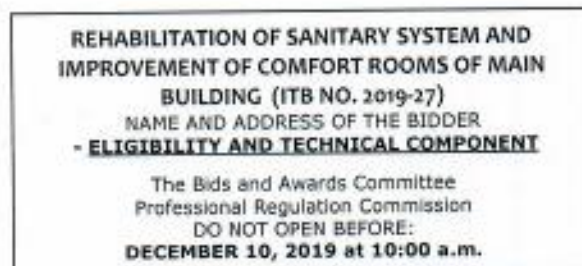 REHABILITATION OF SANITARY SYSTEM AND
IMPROVEMENT OF COMFORT ROOMS OF MAIN
BUILDING (ITB NO. 2019-27)
NAME AND ADDRESS OF THE BIDDER
- ELIGIBILITY AND TECHNICAL COMPONENT
The Bids and Awards Committee
Professional Regulation Commission
DO NOT OPEN BEFORE:
DECEMBER 10, 2019 at 10:00 a.m.